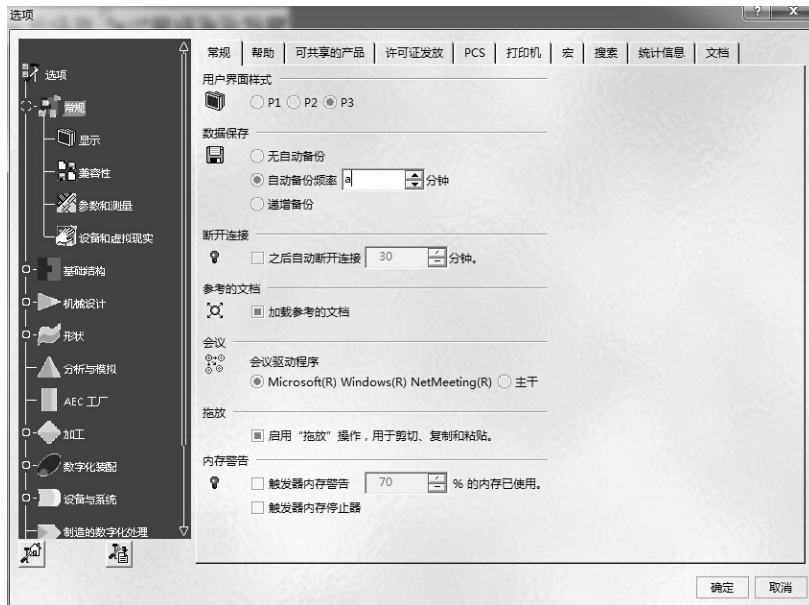 选项
? x
选项
常规
显示
兼容性
参数和测量
设备和虚拟现实
基础结构
机械设计
形状
分析与模拟
AEC 工厂
加工
数字化装配
设备与系统
制造的数字化处理
常规 帮助 可共享的产品 许可证发放 PCS 打印机 宏 搜索 统计信息 文档
用户界面样式
P1 P2 P3
数据保存
无自动备份
自动备份频率 a 分钟
递增备份
断开连接
之后自动断开连接 30 分钟。
参考的文档
加载参考的文档
会议
会议驱动程序
Microsoft(R) Windows(R) NetMeeting(R) 主干
拖放
启用“拖放”操作，用于剪切、复制和粘贴。
内存警告
触发器内存警告 70 % 的内存已使用。
触发器内存停止器
确定 取消